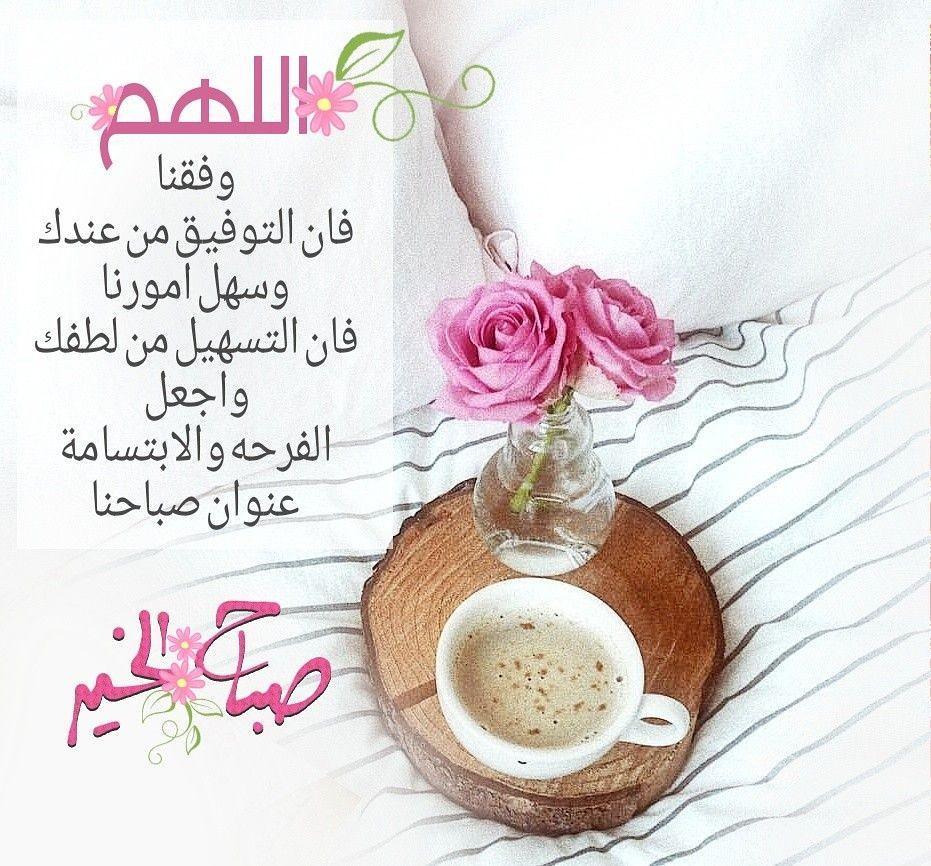 اللهم
وفقنا
فان التوفيق من عندك
وسهل امورنا
فان التسهيل من لطفك
واجعل
الفرحه والابتسامة
عنوان صباحنا
صباح الخير